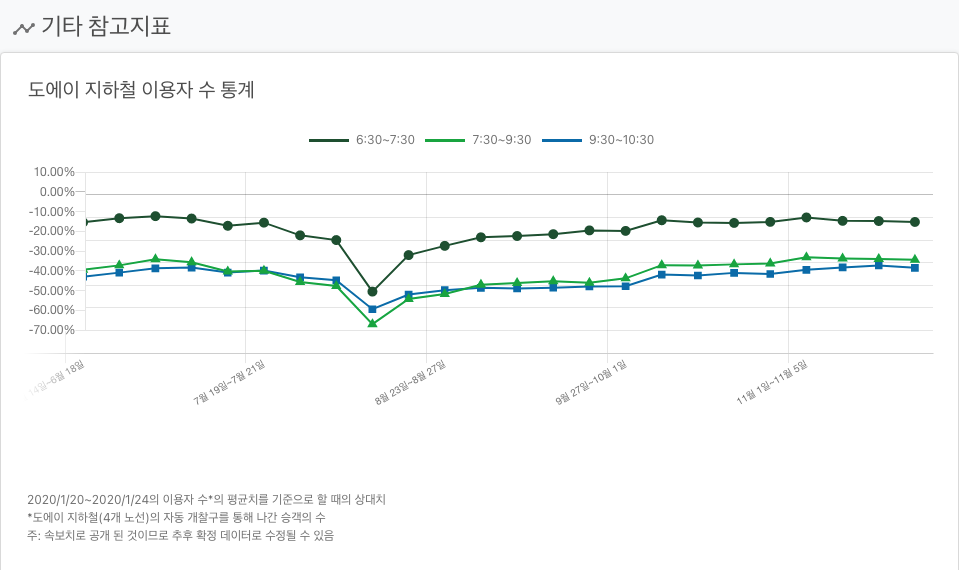 기타 참고지표
도에이 지하철 이용자 수 통계
6:30~7:30 7:30~9:30 9:30~10:30
10.00%
0.00%
-10.00%
-20.00%
-30.00%
-40.00%
-50.00%
-60.00%
-70.00%
14일~6월 18일 7월 19일~7월 21일 8월 23일~8월 27일 9월 27일~10월 1일 11월 1일~11월 5일
2020/1/20~2020/1/24의 이용자 수*의 평균치를 기준으로 할 때의 상대치
*도에이 지하철(4개 노선)의 자동 개찰구를 통해 나간 승객의 수
주: 속보치로 공개 된 것이므로 추후 확정 데이터로 수정될 수 있음